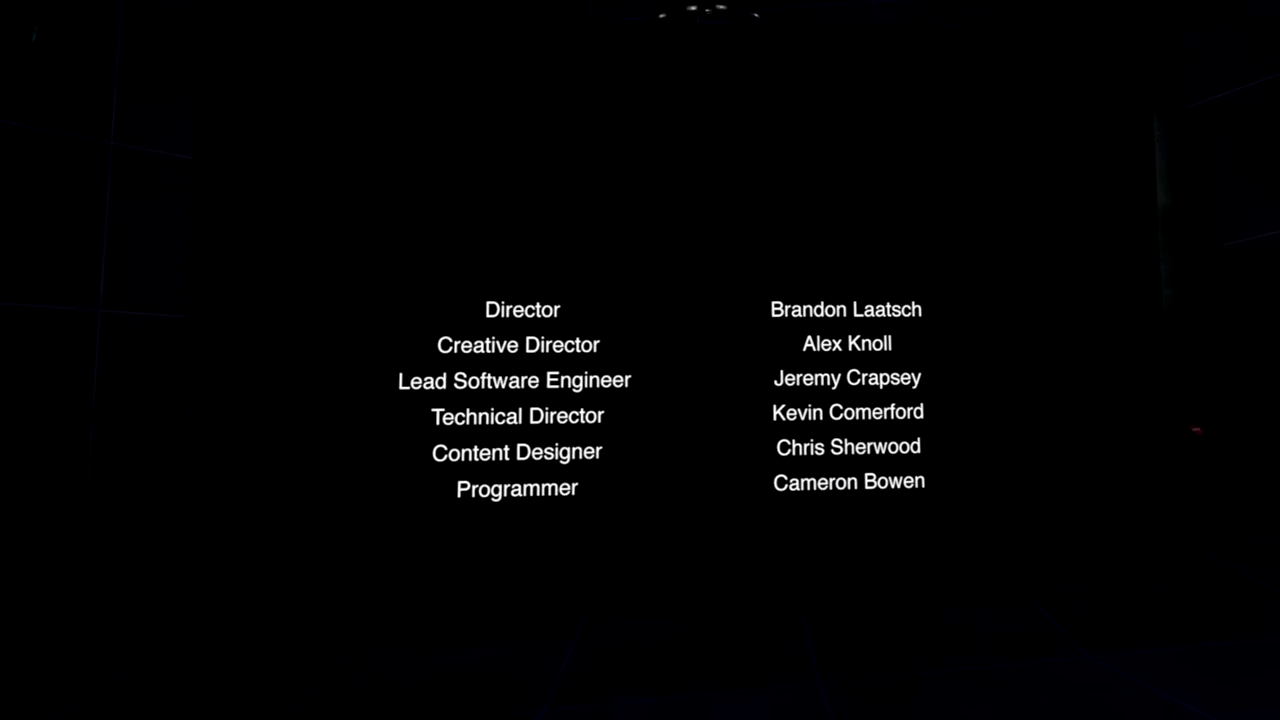 Director Brandon Laatsch
Creative Director Alex Knoll
Lead Software Engineer Jeremy Crapsey
Technical Director Kevin Comerford
Content Designer Chris Sherwood
Programmer Cameron Bowen